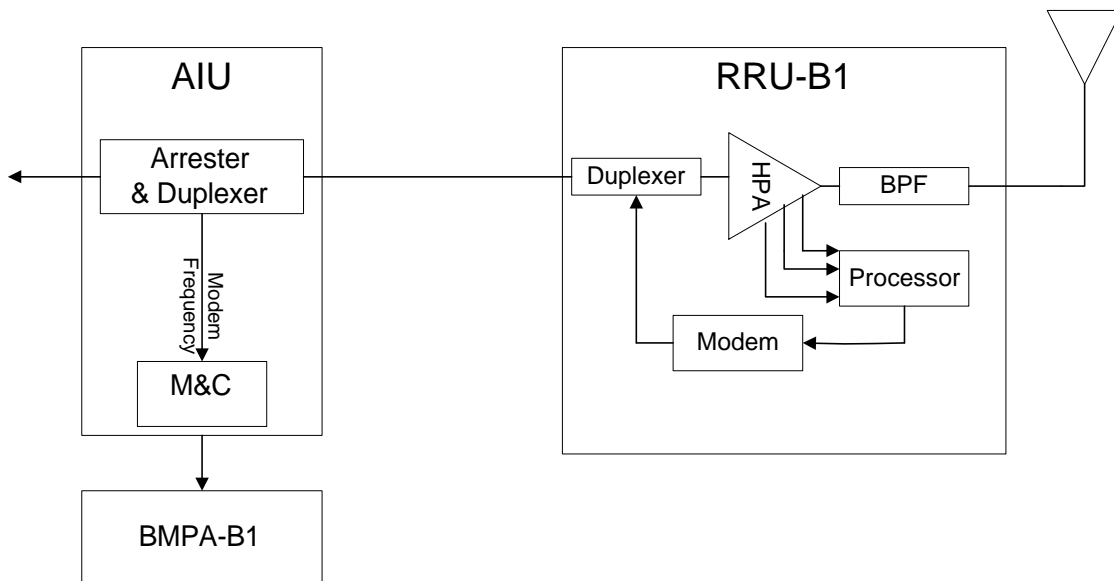 AIU
Arrester
& Duplexer
Modem
Frequency
M&C
BMPA-B1
RRU-B1
Duplexer
HPA
BPF
Processor
Modem